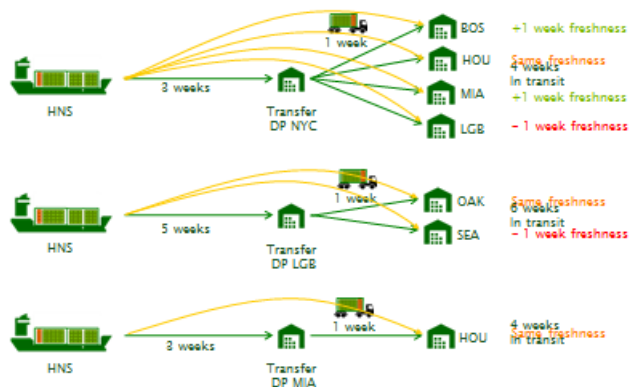 1 week
BOS
+1 week freshness
HOU
Same freshness
4 weeks
In transit
3 weeks
HNS
Transfer
DP NYC
MIA
+1 week freshness
LGB
- 1 week freshness
1 week
OAK
Same freshness
6 weeks
In transit
5 weeks
HNS
Transfer
DP LGB
SEA
- 1 week freshness
1 week
HOU
4 weeks
Same freshness
In transit
3 weeks
HNS
Transfer
DP MIA